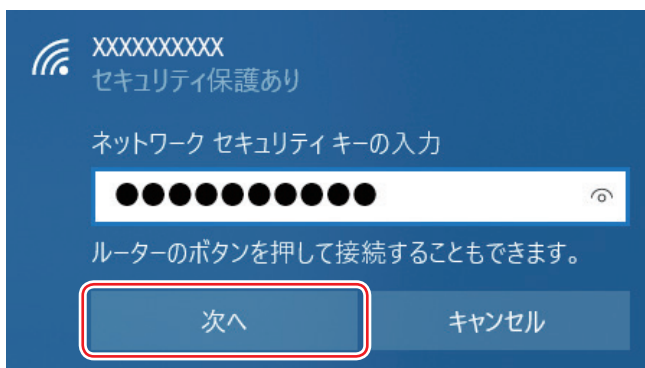 XXXXXXXXXX
セキュリティ保護あり
ネットワーク セキュリティ キーの入力
●●●●●●●●●●
ルーターのボタンを押して接続することもできます。
次へ
キャンセル